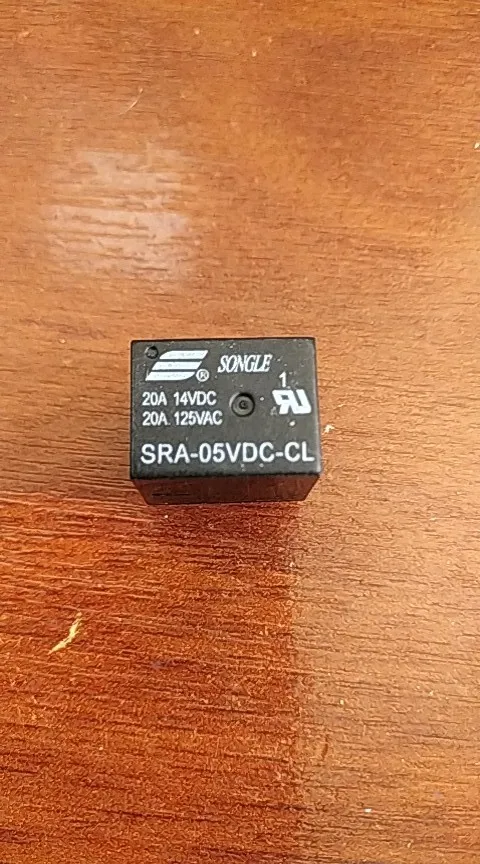 ® SONGLE
1
20A 14VDC
20A 125VAC
SRA-05VDC-CL